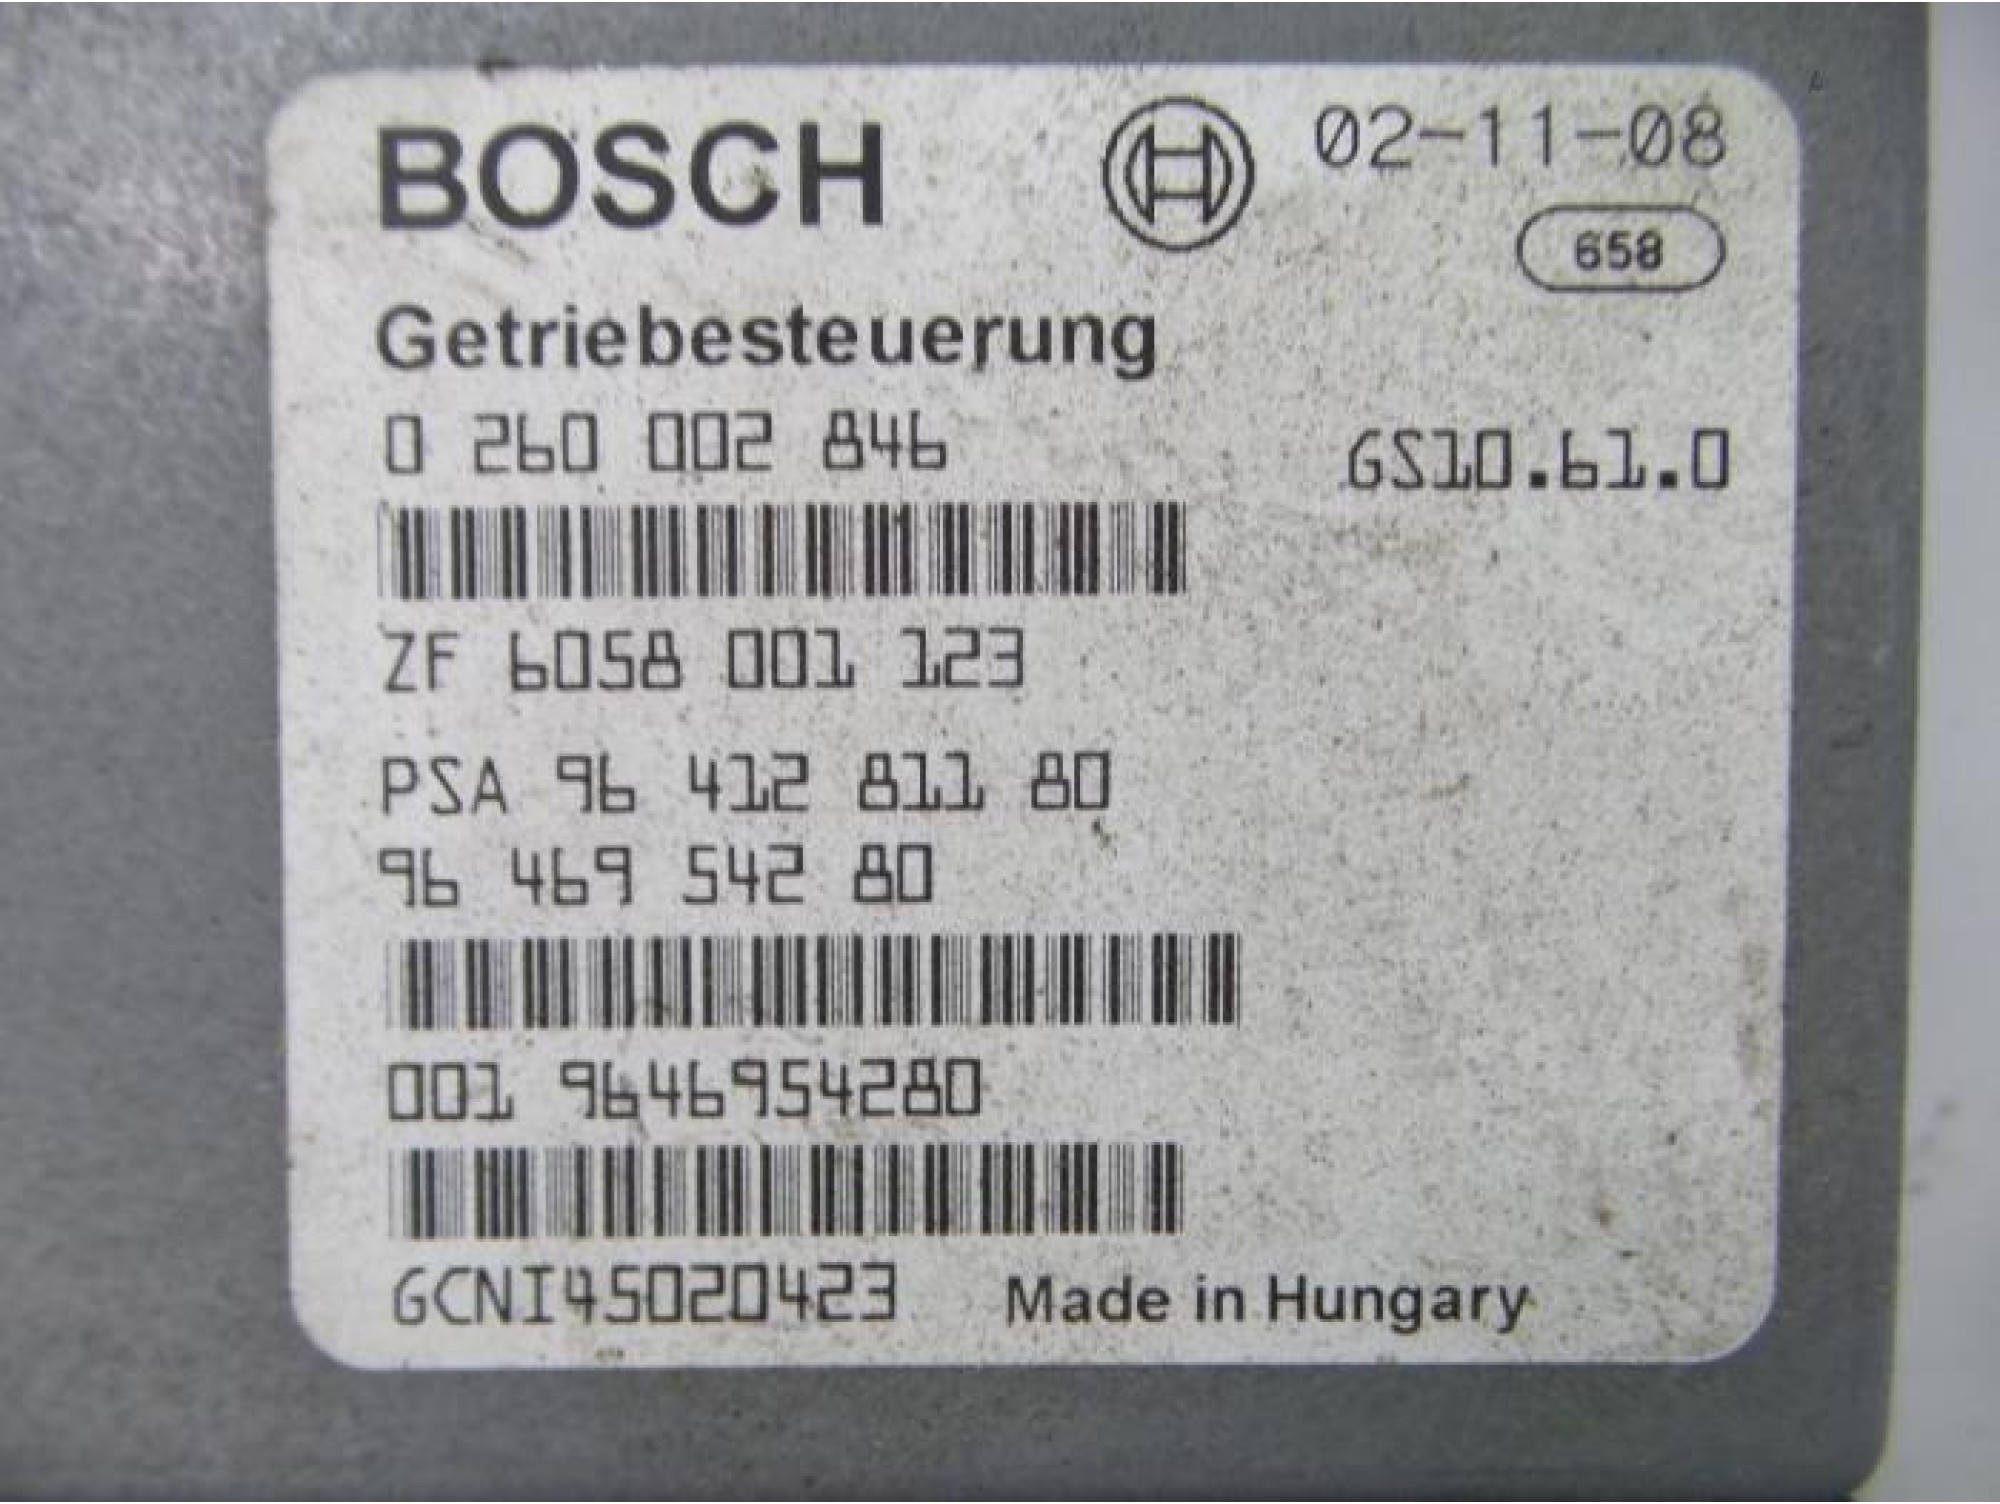 BOSCH 02-11-08
658
Getriebesteuerung
0 260 002 846 GS10.61.0
ZF 6058 001 123
PSA 96 412 811 80
96 469 542 80
001 9646954280
GCNI45020423 Made in Hungary